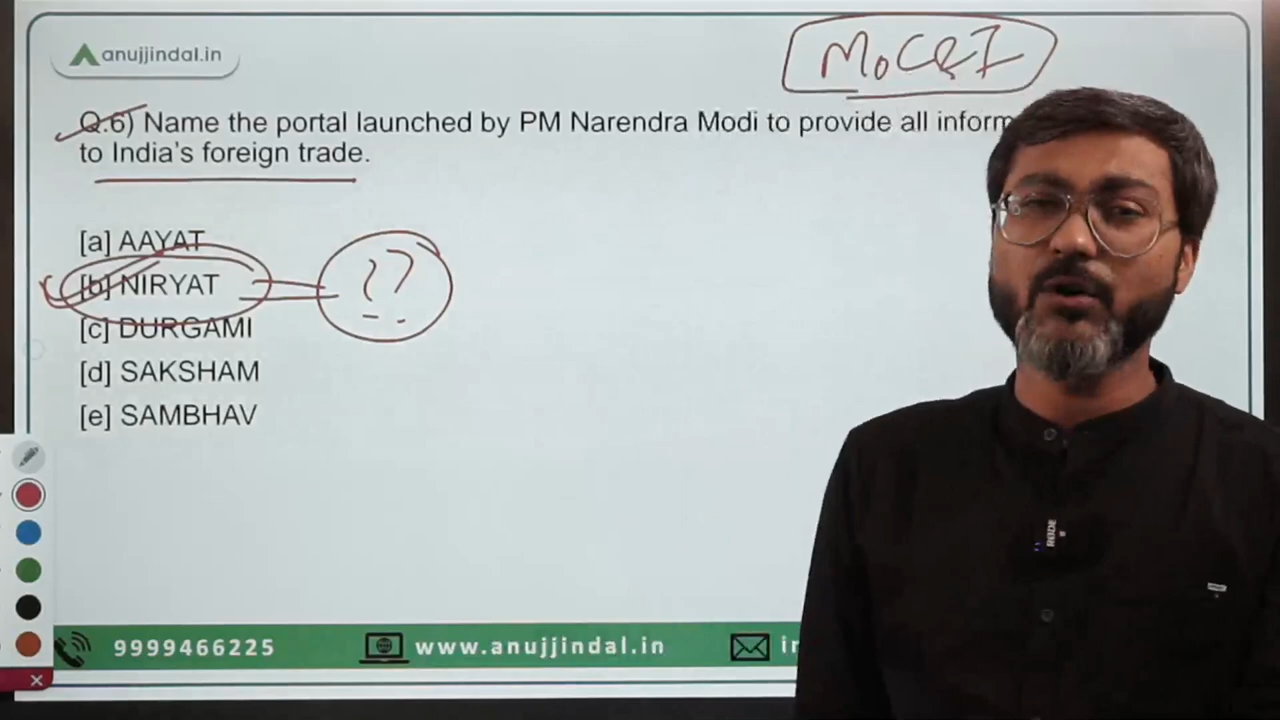 anujjindal.in
MoC&I
Q.6) Name the portal launched by PM Narendra Modi to provide all inform
to India's foreign trade.
[a] AAYAT
[b] NIRYAT
??
[c] DURGAMI
[d] SAKSHAM
[e] SAMBHAV
RODE
9999466225
www.anujjindal.in
in